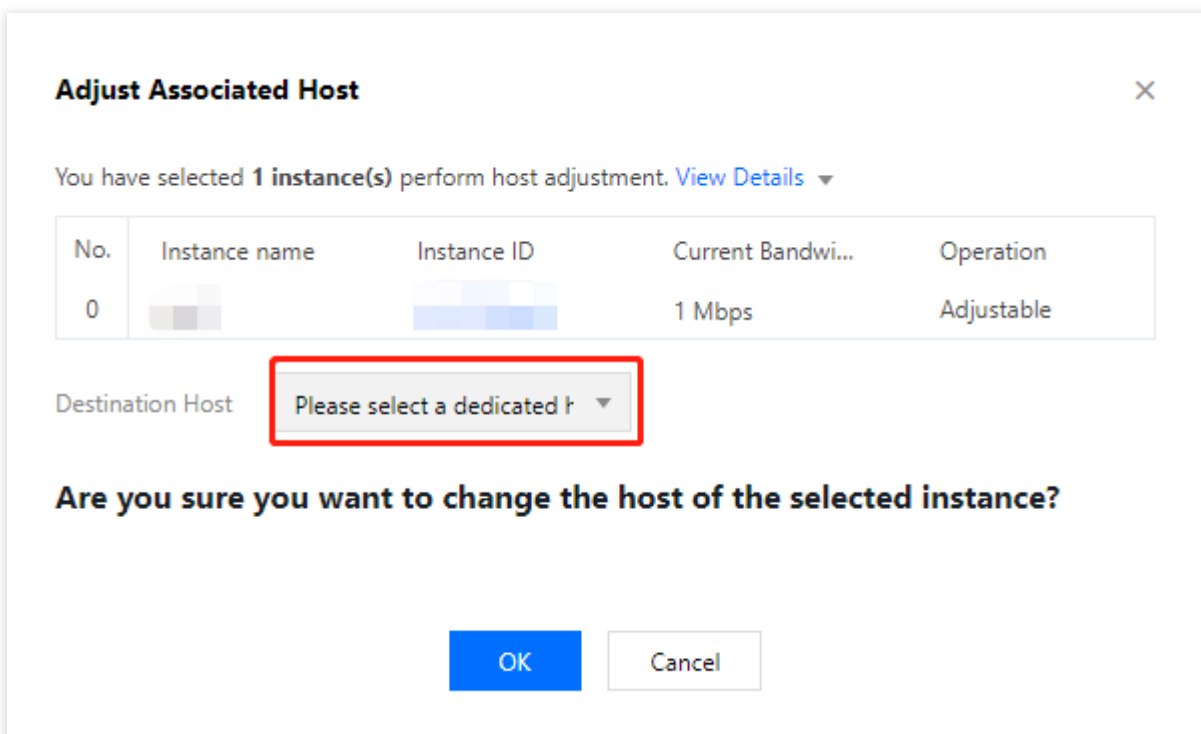 Adjust Associated Host
You have selected 1 instance(s) perform host adjustment. View Details
No. Instance name Instance ID Current Bandwi... Operation
0 1 Mbps Adjustable
Destination Host Please select a dedicated h
Are you sure you want to change the host of the selected instance?
OK Cancel